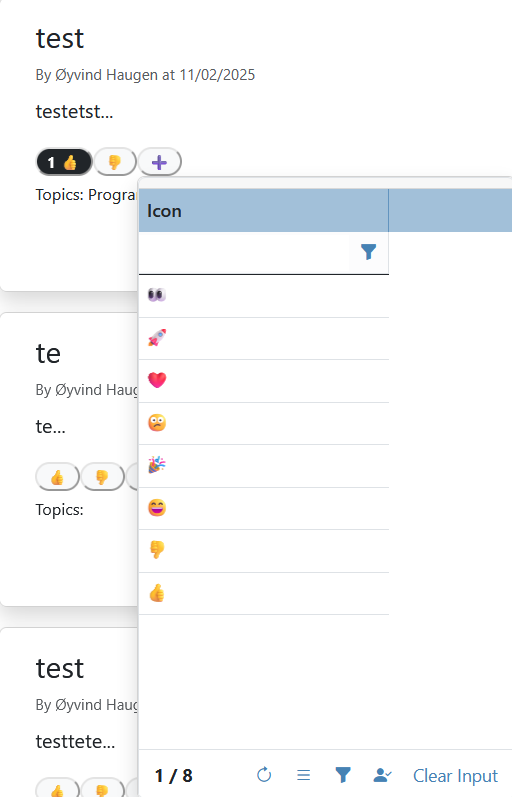 test
By Øyvind Haugen at 11/02/2025
testetst...
1 👍 👎 ➕
Topics: Progra
Icon
👀
🚀
te
❤️
By Øyvind Haug
te...
😕
🎉
👍 👎
😄
Topics:
👎
👍
test
By Øyvind Haug
testtete...
👍 👎
1 / 8 Clear Input